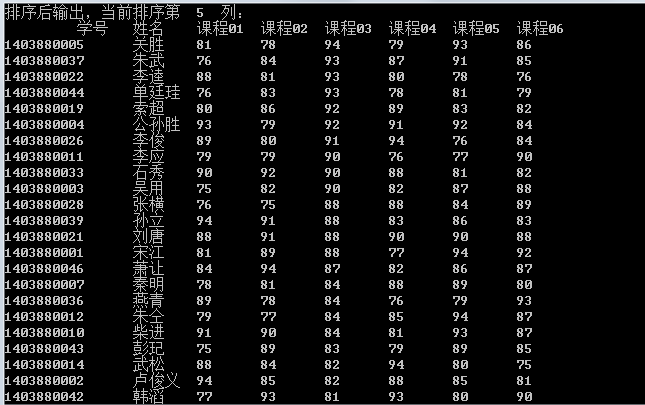 排序后输出，当前排序第 5 列：
学号 姓名 课程01 课程02 课程03 课程04 课程05 课程06
1403880005 吴胜 81 78 94 79 93 86
1403880037 朱武 76 84 93 87 91 85
1403880022 李逵 88 81 93 80 78 76
1403880044 单廷珪 76 83 93 78 81 79
1403880019 索超 80 86 92 89 83 82
1403880004 公孙胜 93 79 92 91 92 84
1403880026 李俊 89 80 91 94 76 84
1403880011 李应 79 79 90 76 77 90
1403880033 石秀 90 92 90 88 81 82
1403880003 吴用 75 82 90 82 87 88
1403880028 张横 76 75 88 88 84 89
1403880039 孙立 94 91 88 83 86 83
1403880021 刘唐 88 91 88 90 90 88
1403880001 宋江 81 89 88 77 94 92
1403880046 萧让 84 94 87 82 86 87
1403880007 秦明 78 81 84 88 89 80
1403880036 燕青 89 78 84 76 79 93
1403880012 朱仝 79 77 84 85 94 87
1403880010 柴进 91 90 84 81 93 87
1403880043 彭玘 75 89 83 79 89 85
1403880014 武松 88 84 82 94 80 75
1403880002 卢俊义 94 85 82 88 85 81
1403880042 韩滔 77 93 81 93 80 90